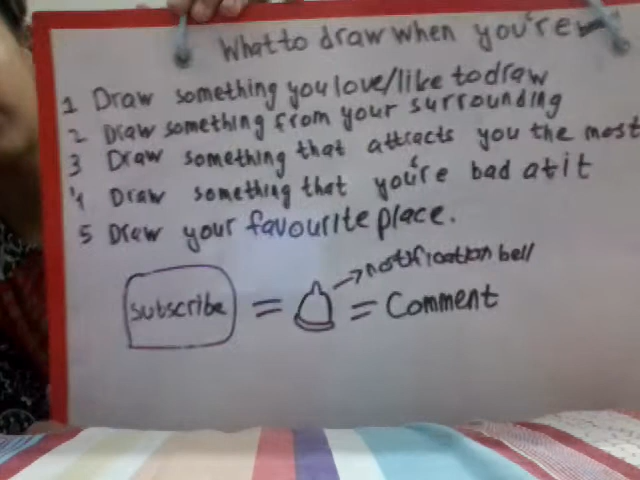 What to draw when you're
1 Draw something you love/like to draw
2 Draw something from your surrounding
3 Draw something that attracts you the most
4 Draw something that you're bad at it
5 Draw your favourite place.
notification bell
subscribe = = Comment